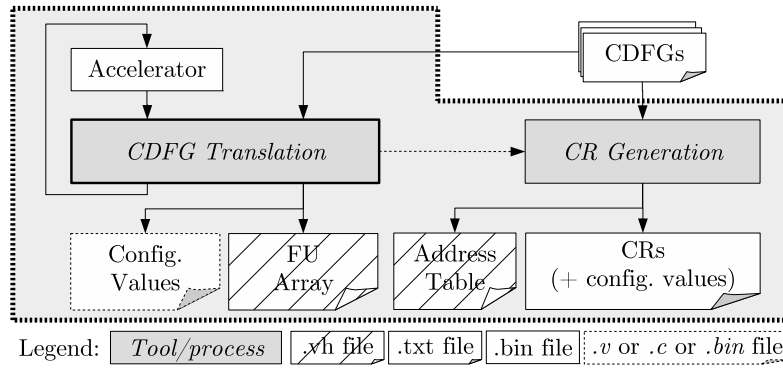 CDFGs
Accelerator
CDFG Translation
CR Generation
Config.
Values
FU
Array
Address
Table
CRs
(+ config. values)
Legend: Tool/process .vh file .txt file .bin file .v or .c or .bin file